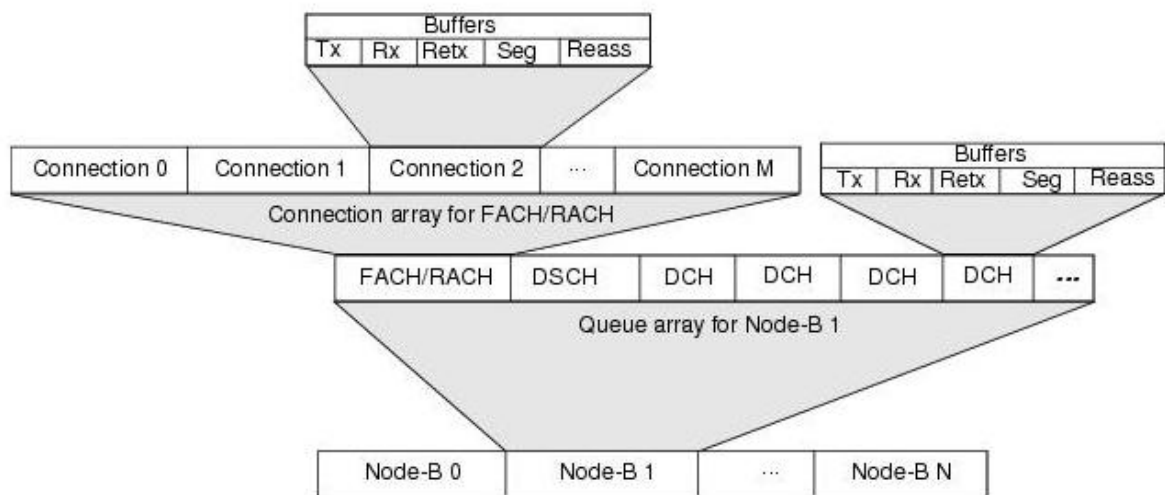 Buffers
Tx Rx Retx Seg Reass
Connection 0 Connection 1 Connection 2 ... Connection M
Buffers
Tx Rx Retx Seg Reass
Connection array for FACH/RACH
FACH/RACH DSCH DCH DCH DCH DCH ...
Queue array for Node-B 1
Node-B 0 Node-B 1 ... Node-B N